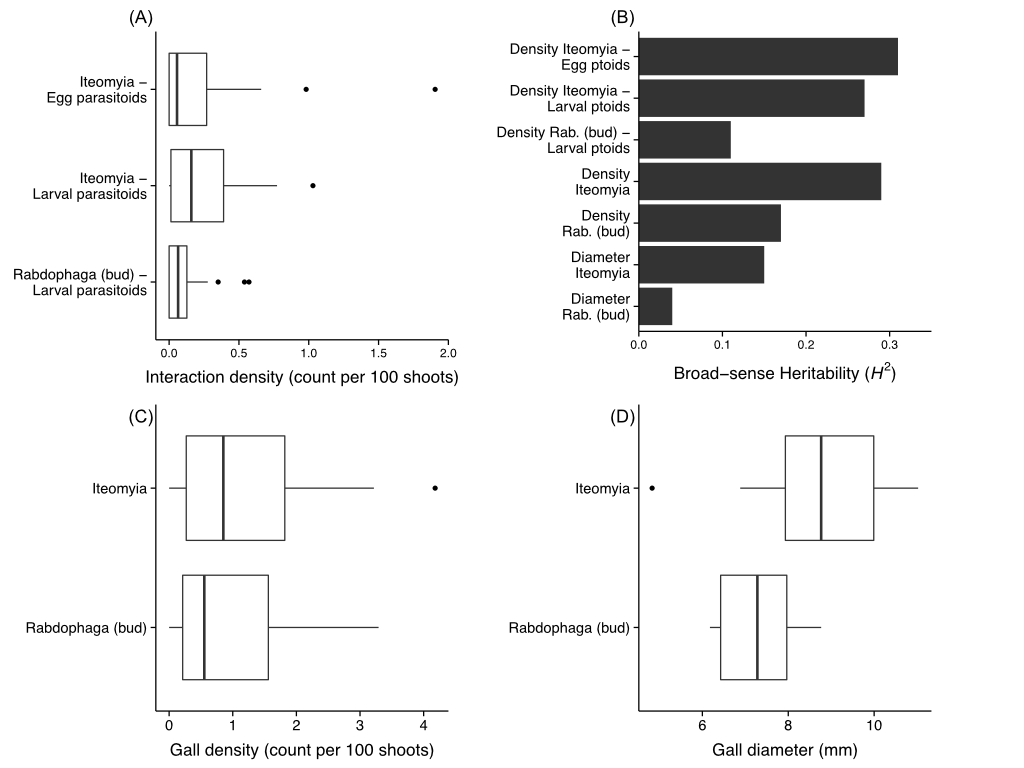 (A)
Iteomyia −
Egg parasitoids
Iteomyia −
Larval parasitoids
Rabdophaga (bud) −
Larval parasitoids
0.0 0.5 1.0 1.5 2.0
Interaction density (count per 100 shoots)
(B)
Density Iteomyia −
Egg ptoids
Density Iteomyia −
Larval ptoids
Density Rab. (bud) −
Larval ptoids
Density
Iteomyia
Density
Rab. (bud)
Diameter
Iteomyia
Diameter
Rab. (bud)
0.0 0.1 0.2 0.3
Broad−sense Heritability (H²)
(C)
Iteomyia
Rabdophaga (bud)
0 1 2 3 4
Gall density (count per 100 shoots)
(D)
Iteomyia
Rabdophaga (bud)
6 8 10
Gall diameter (mm)